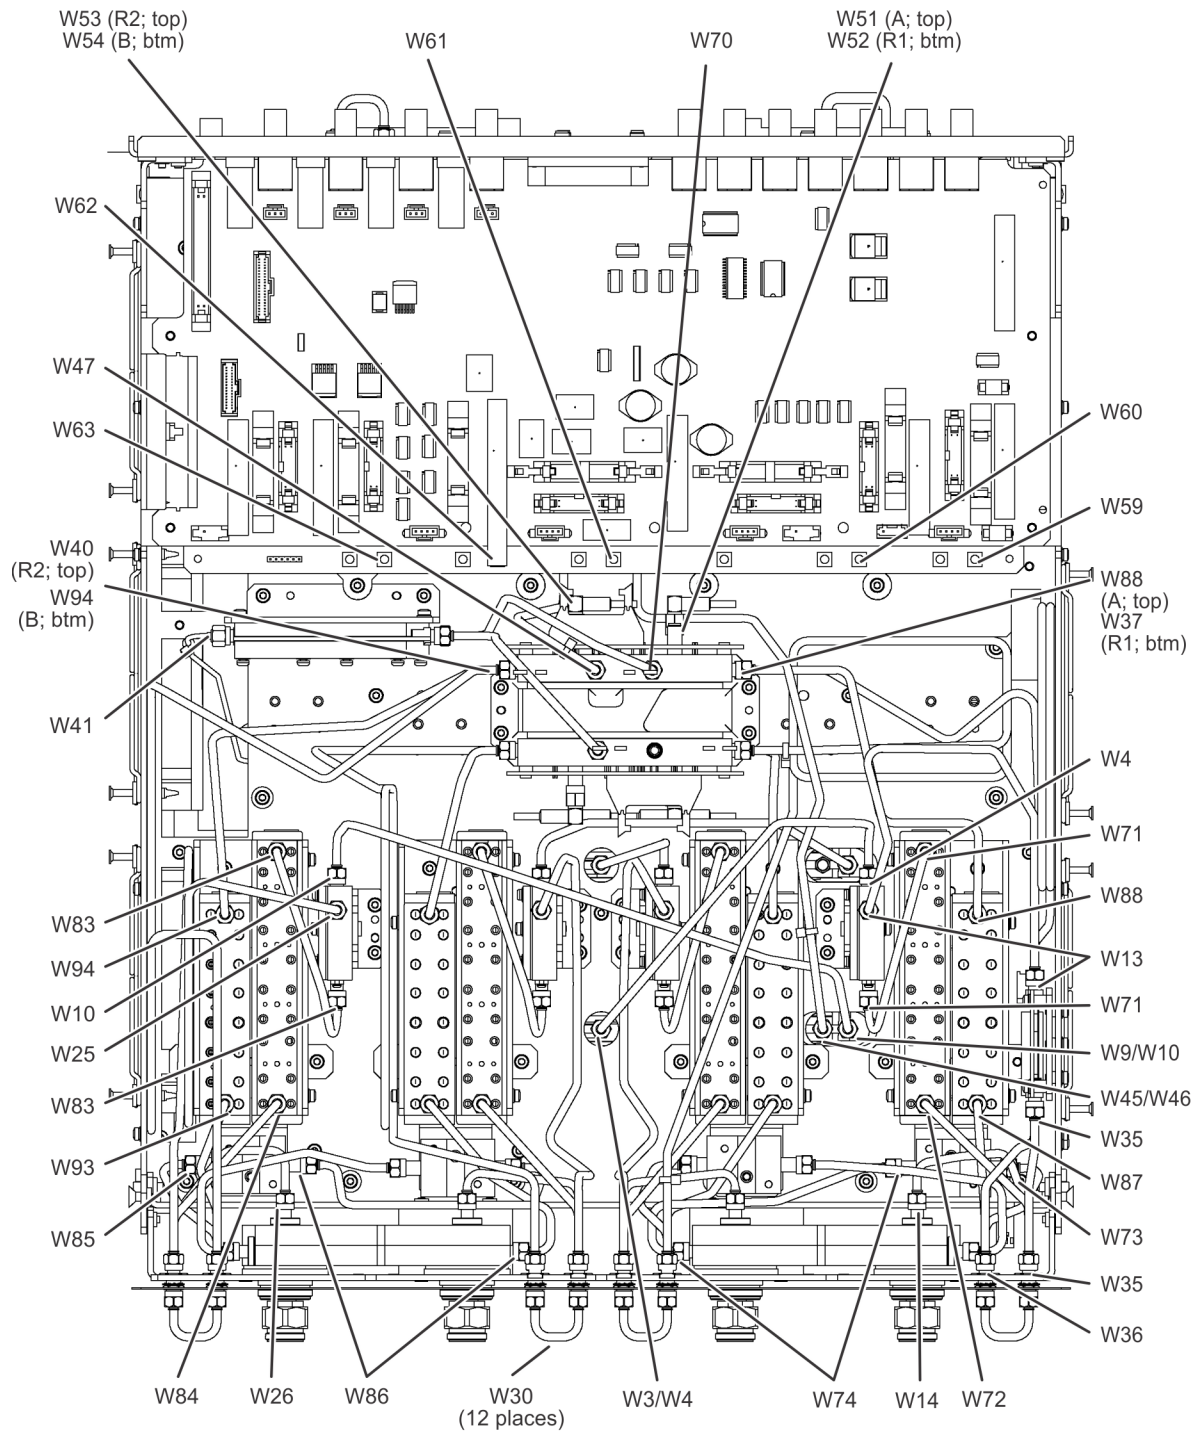 W53 (R2; top)
W54 (B; btm)
W61
W70
W51 (A; top)
W52 (R1; btm)
W62
W47
W63
W60
W59
W40
(R2; top)
W94
(B; btm)
W88
(A; top)
W37
(R1; btm)
W41
W4
W71
W83
W88
W94
W13
W10
W71
W25
W9/W10
W83
W45/W46
W35
W93
W87
W85
W73
W35
W36
W84
W26
W86
W30
(12 places)
W3/W4
W74
W14
W72